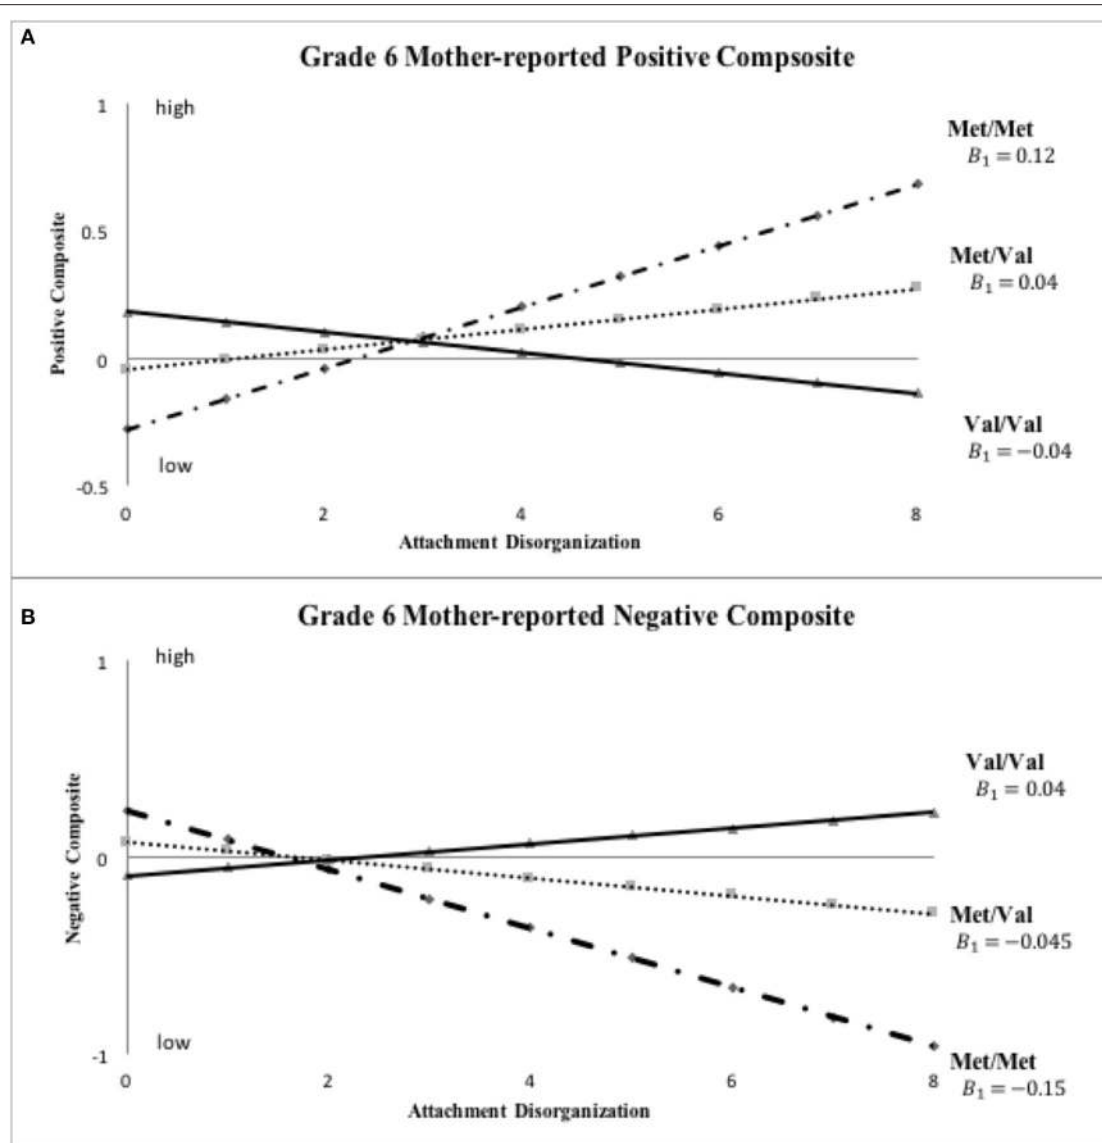 A
Grade 6 Mother-reported Positive Compsosite
1
high
Met/Met
B₁ = 0.12
0.5
Met/Val
B₁ = 0.04
Positive Composite
0
Val/Val
B₁ = −0.04
low
-0.5
0 2 4 6 8
Attachment Disorganization
B
Grade 6 Mother-reported Negative Composite
1
high
Val/Val
B₁ = 0.04
Negative Composite
0
Met/Val
B₁ = −0.045
low
-1
Met/Met
B₁ = −0.15
0 2 4 6 8
Attachment Disorganization